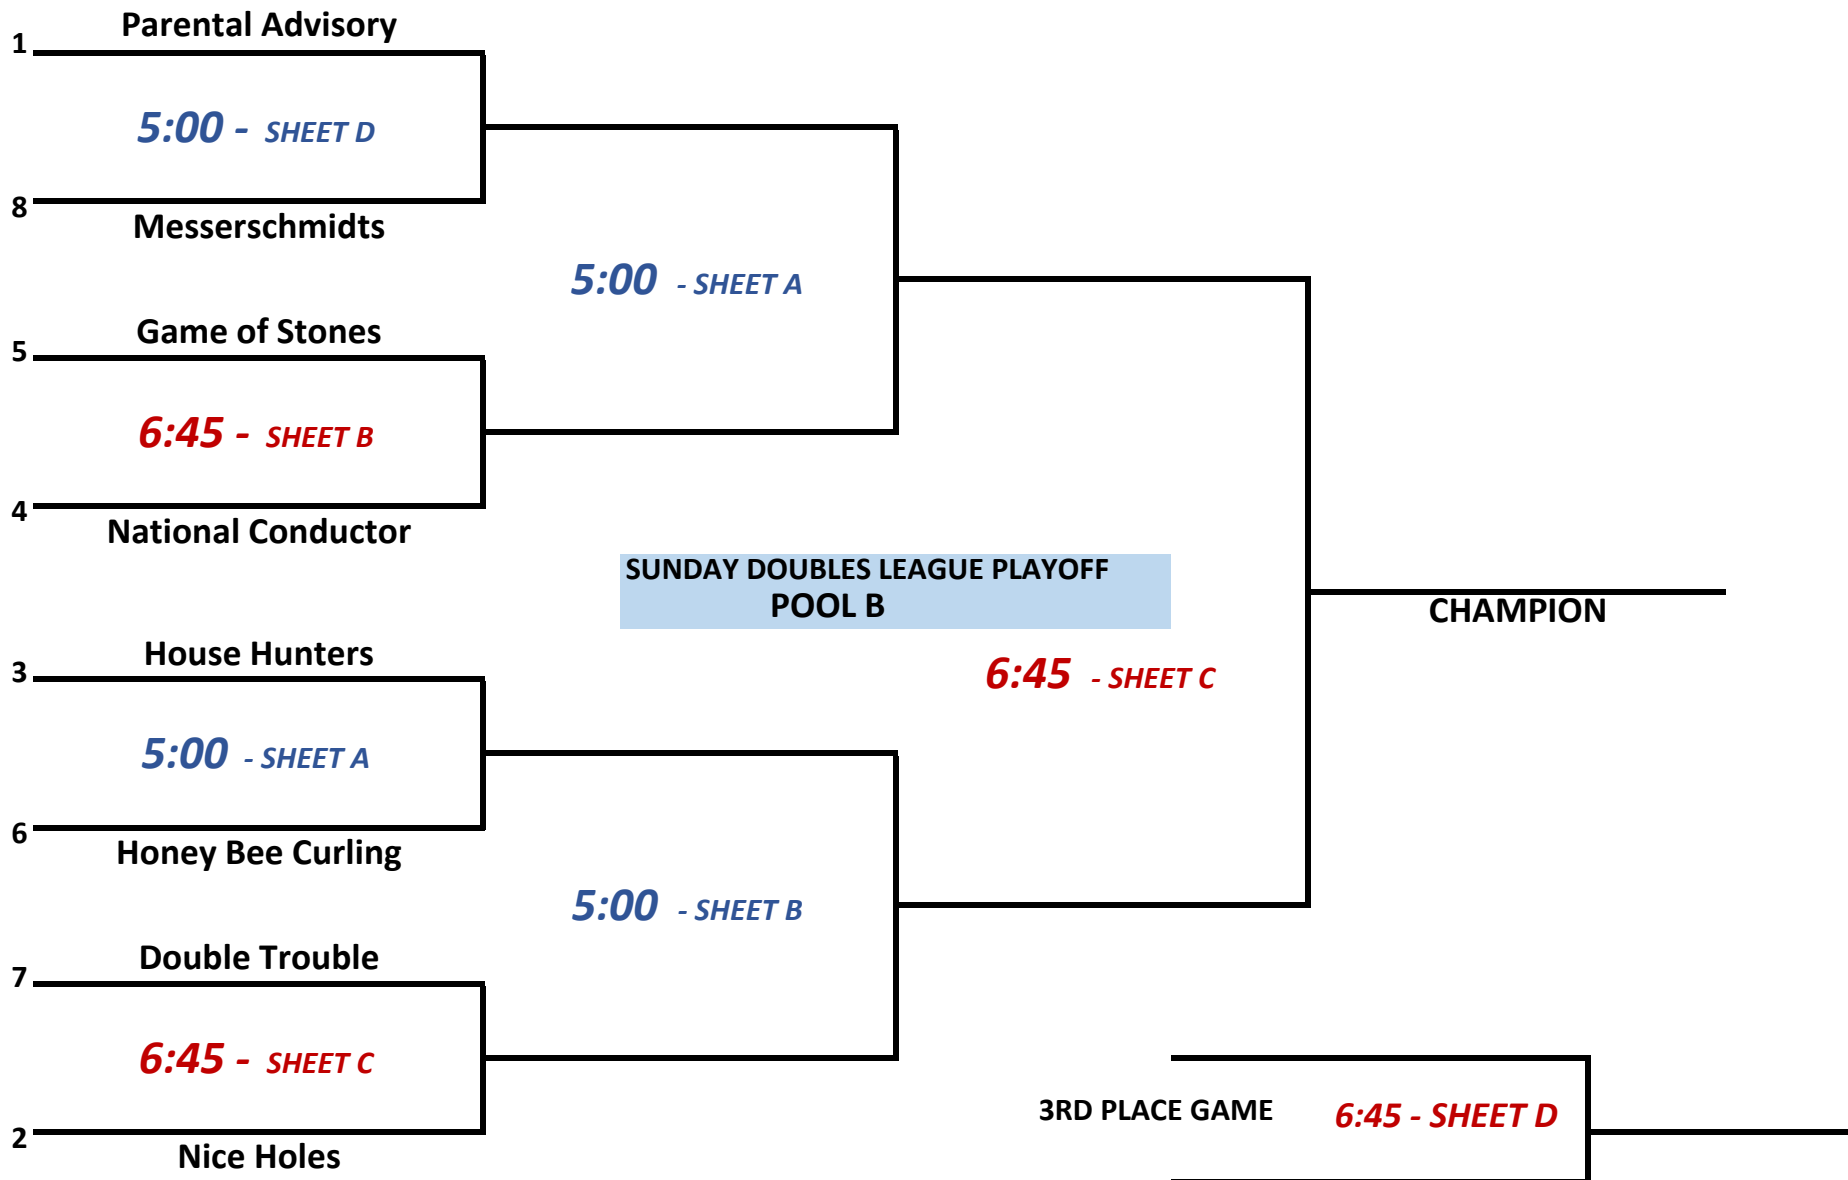 Parental Advisory
1
5:00 - SHEET D
8
Messerschmidts
5:00 - SHEET A
Game of Stones
5
6:45 - SHEET B
4
National Conductor
SUNDAY DOUBLES LEAGUE PLAYOFF
POOL B
CHAMPION
House Hunters
3
6:45 - SHEET C
5:00 - SHEET A
6
Honey Bee Curling
5:00 - SHEET B
Double Trouble
7
6:45 - SHEET C
2
Nice Holes
3RD PLACE GAME 6:45 - SHEET D